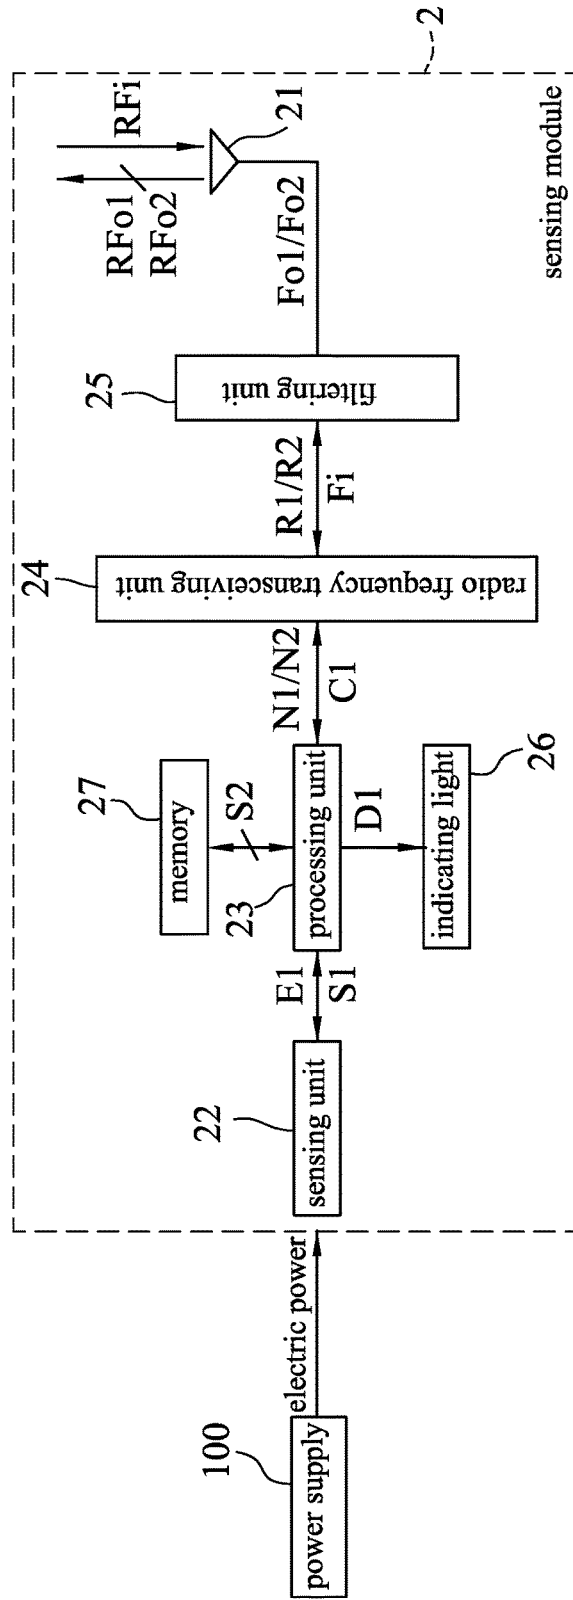 2
sensing module
RFi
RFo1
RFo2
21
Fo1/Fo2
25
filtering unit
R1/R2
Fi
24
radio frequency transceiving unit
N1/N2
C1
27
memory
S2
23
processing unit
D1
26
indicating light
E1
S1
22
sensing unit
electric power
100
power supply